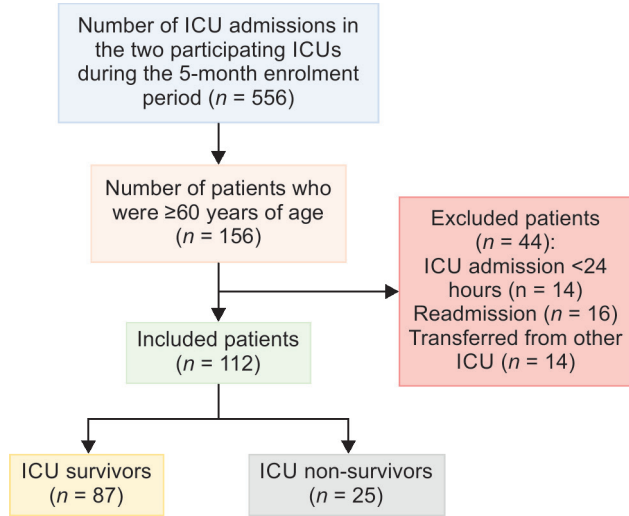 Number of ICU admissions in
the two participating ICUs
during the 5-month enrolment
period (n = 556)
Number of patients who
were ≥60 years of age
(n = 156)
Excluded patients
(n = 44):
ICU admission <24
hours (n = 14)
Readmission (n = 16)
Transferred from other
ICU (n = 14)
Included patients
(n = 112)
ICU survivors
(n = 87)
ICU non-survivors
(n = 25)